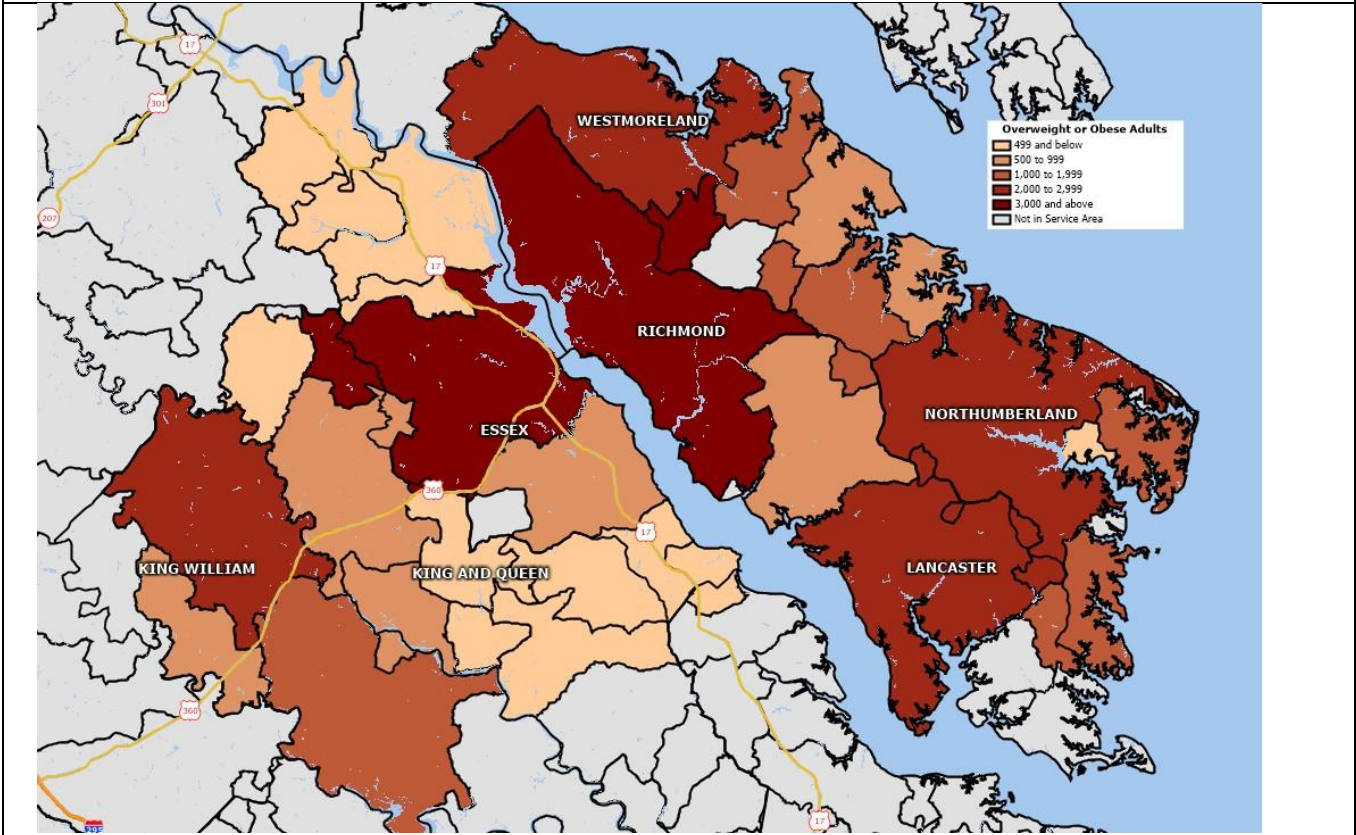 17
301
207
17
WESTMORELAND
Overweight or Obese Adults
499 and below
500 to 999
1,000 to 1,999
2,000 to 2,999
3,000 and above
Not in Service Area
RICHMOND
NORTHUMBERLAND
ESSEX
360
17
KING WILLIAM
KING AND QUEEN
LANCASTER
360
17
295